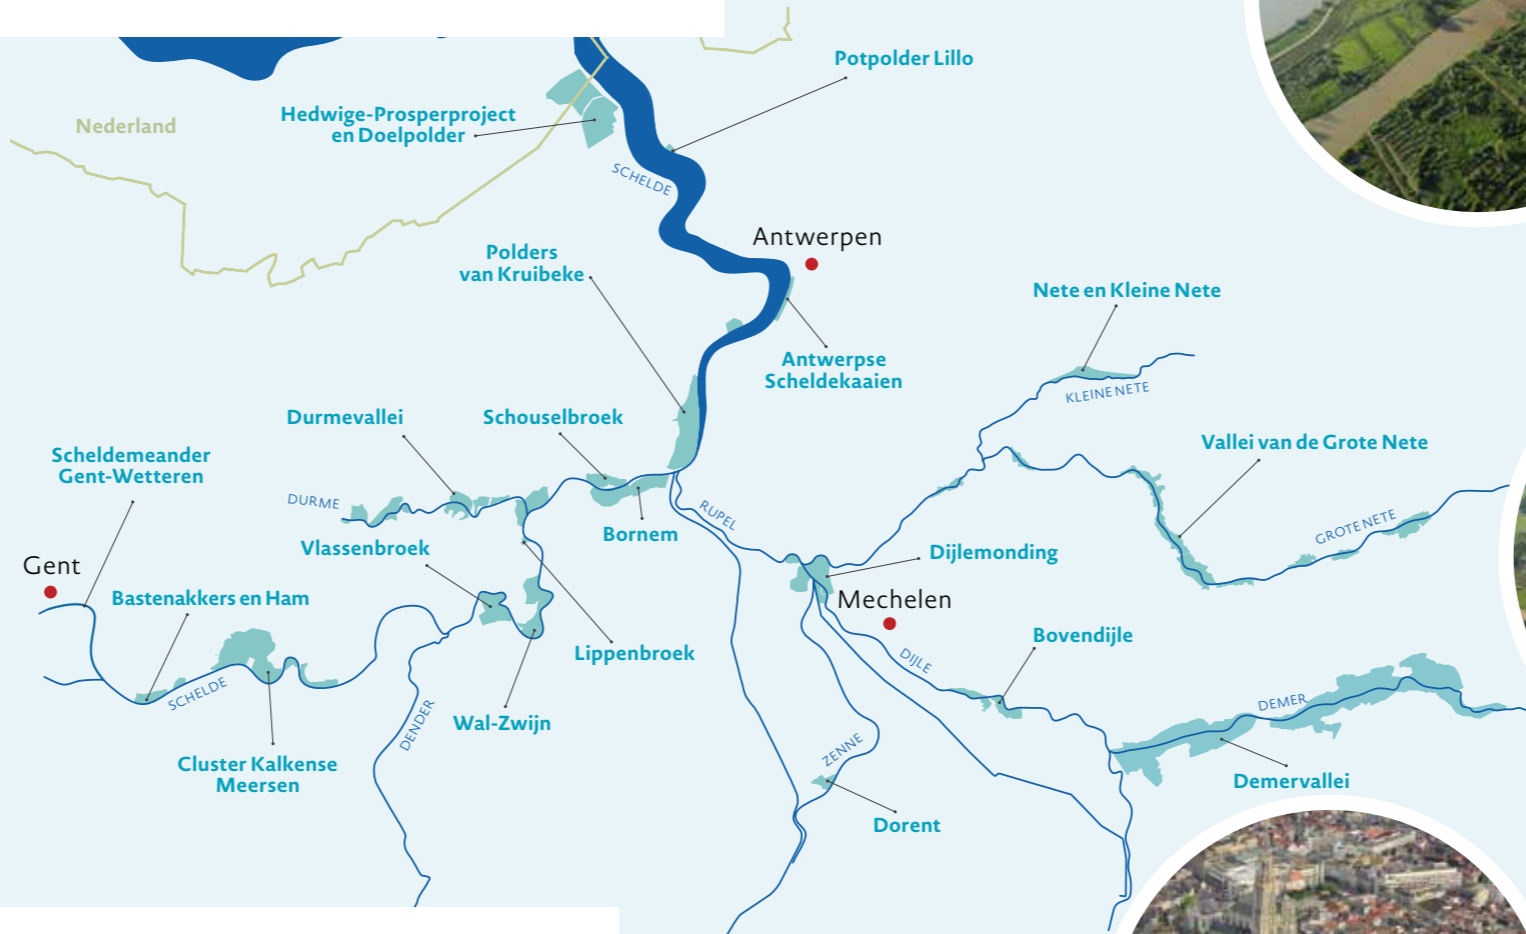 Potpolder Lillo
Hedwige-Prosperproject
en Doelpolder
Nederland
SCHELDE
Antwerpen
Polders
van Kruibeke
Nete en Kleine Nete
Antwerpse
Scheldekaaien
KLEINE NETE
Durmevallei
Schouselbroek
Vallei van de Grote Nete
Scheldemeander
Gent-Wetteren
DURME
RUPEL
GROTE NETE
Bornem
Vlassenbroek
Dijlemonding
Gent
Bastenakkers en Ham
Mechelen
Bovendijle
Lippenbroek
DIJLE
SCHELDE
DENDER
Wal-Zwijn
DEMER
ZENNE
Cluster Kalkense
Meersen
Demervallei
Dorent